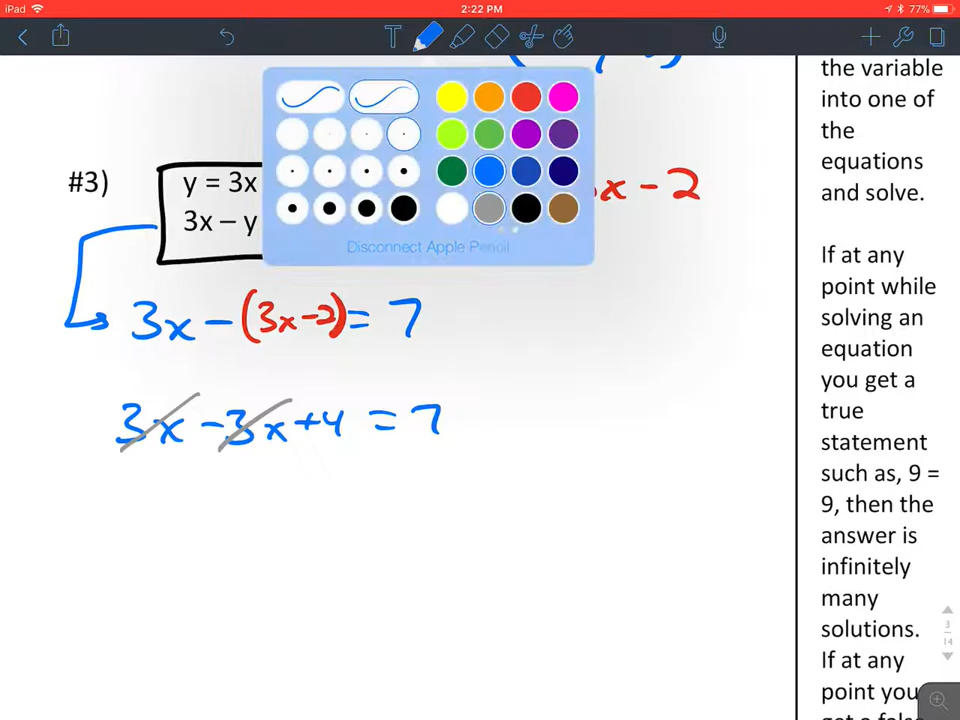 iPad 2:22 PM 77%
T
#3)
y = 3x
3x – y
x - 2
Disconnect Apple Pencil
3x - (3x - 2) = 7
3x - 3x + 4 = 7
the variable
into one of
the
equations
and solve.
If at any
point while
solving an
equation
you get a
true
statement
such as, 9 =
9, then the
answer is
infinitely
many
solutions.
If at any
point you
3
14